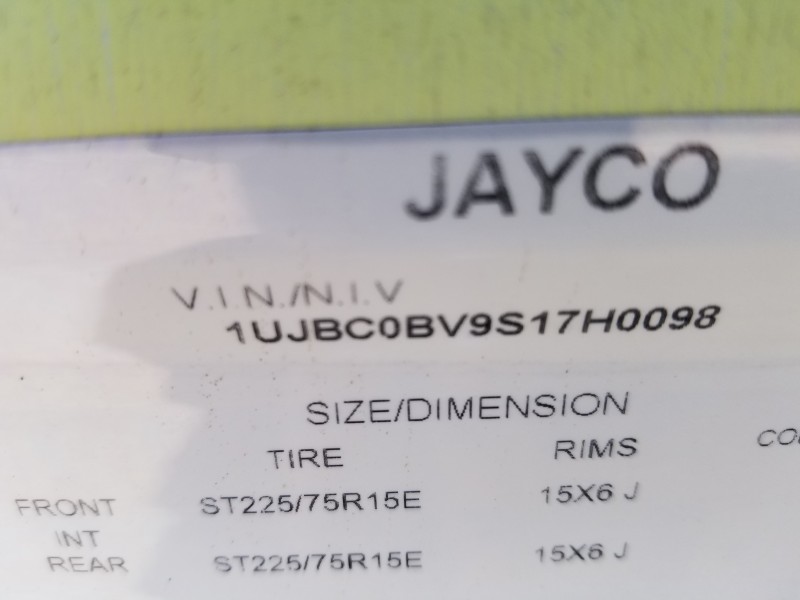 JAYCO
V.I.N./N.I.V
1UJBC0BV9S17H0098
SIZE/DIMENSION
TIRE RIMS
FRONT ST225/75R15E 15X6 J
INT
REAR ST225/75R15E 15X6 J